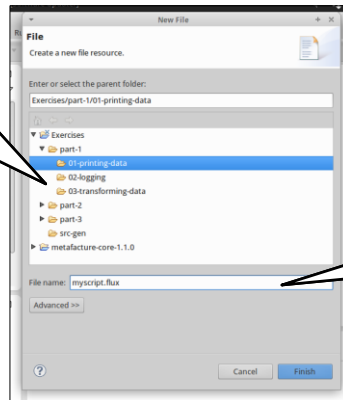 New File
File
Create a new file resource.
Enter or select the parent folder:
Exercises/part-1/01-printing-data
Exercises
part-1
01-printing-data
02-logging
03-transforming-data
part-2
part-3
src-gen
metafacture-core-1.1.0
File name: myscript.flux
Advanced >>
Cancel
Finish